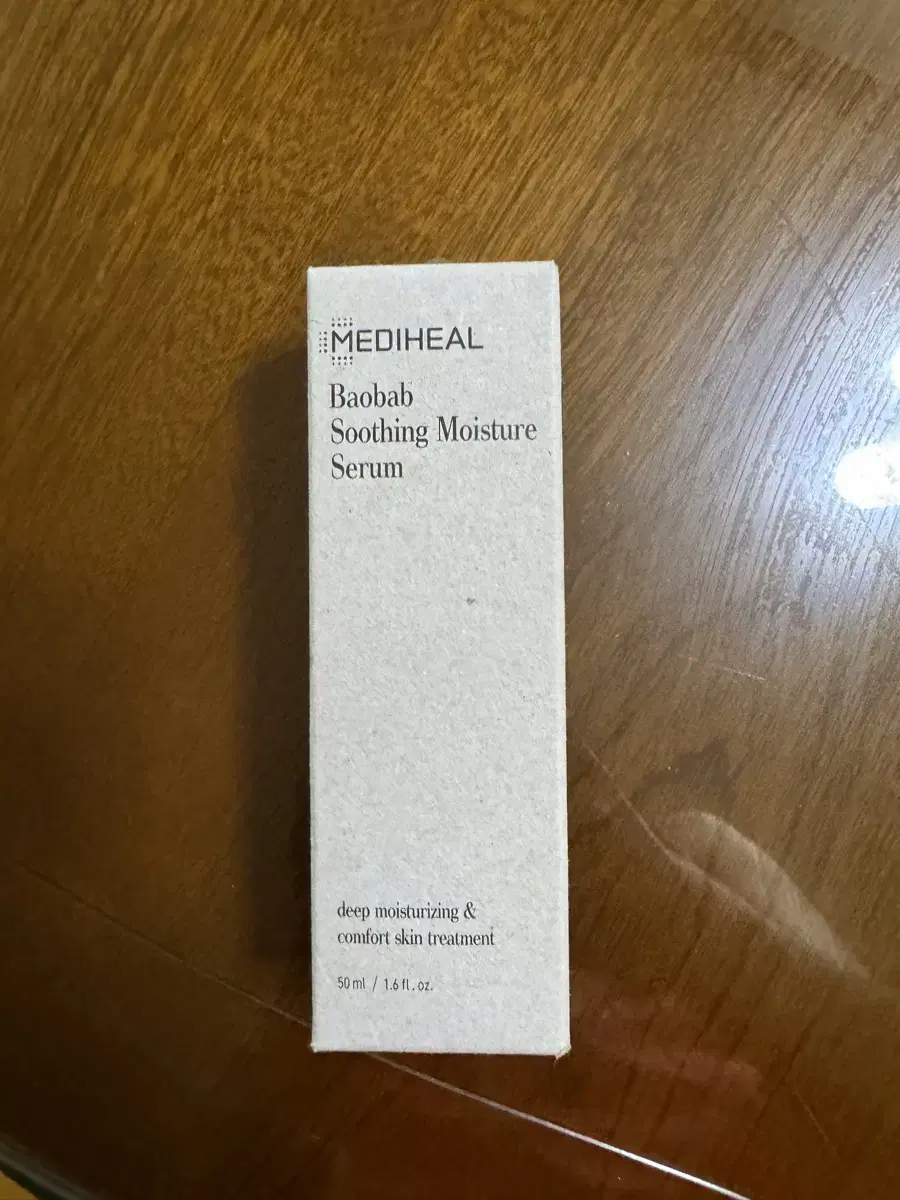 MEDIHEAL
Baobab
Soothing Moisture
Serum
deep moisturizing &
comfort skin treatment
50 ml / 1.6 fl. oz.